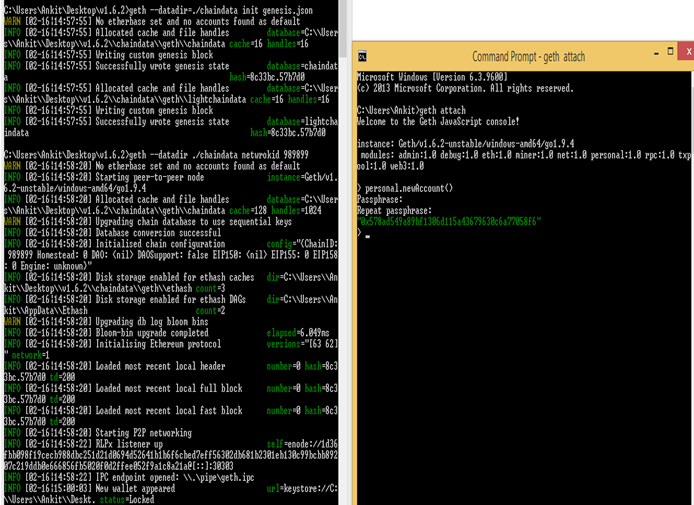 C:\Users\Ankit\Desktop\v1.6.2>geth --datadir=./chaindata init genesis.json
WARN [02-16|14:57:55] No etherbase set and no accounts found as default
INFO [02-16|14:57:55] Allocated cache and file handles database=C:\\User
s\\Ankit\\Desktop\\v1.6.2\\chaindata\\geth\\chaindata cache=16 handles=16
INFO [02-16|14:57:55] Writing custom genesis block
INFO [02-16|14:57:55] Successfully wrote genesis state database=chaindat
a hash=8c33bc.57b7d0
INFO [02-16|14:57:55] Allocated cache and file handles database=C:\\User
s\\Ankit\\Desktop\\v1.6.2\\chaindata\\geth\\lightchaindata cache=16 handles=16
INFO [02-16|14:57:55] Writing custom genesis block
INFO [02-16|14:57:55] Successfully wrote genesis state database=lightcha
indata hash=8c33bc.57b7d0
C:\Users\Ankit\Desktop\v1.6.2>geth --datadir ./chaindata networkid 989899
WARN [02-16|14:58:20] No etherbase set and no accounts found as default
INFO [02-16|14:58:20] Starting peer-to-peer node instance=Geth/v1.
6.2-unstable/windows-amd64/go1.9.4
INFO [02-16|14:58:20] Allocated cache and file handles database=C:\\User
s\\Ankit\\Desktop\\v1.6.2\\chaindata\\geth\\chaindata cache=128 handles=1024
WARN [02-16|14:58:20] Upgrading chain database to use sequential keys
INFO [02-16|14:58:20] Database conversion successful
INFO [02-16|14:58:20] Initialised chain configuration config="{ChainID:
989899 Homestead: 0 DAO: <nil> DAOSupport: false EIP150: <nil> EIP155: 0 EIP158
: 0 Engine: unknown}"
INFO [02-16|14:58:20] Disk storage enabled for ethash caches dir=C:\\Users\\An
kit\\Desktop\\v1.6.2\\chaindata\\geth\\ethash count=3
INFO [02-16|14:58:20] Disk storage enabled for ethash DAGs dir=C:\\Users\\An
kit\\AppData\\Ethash count=2
WARN [02-16|14:58:20] Upgrading db log bloom bins
INFO [02-16|14:58:20] Bloom-bin upgrade completed elapsed=6.049ms
INFO [02-16|14:58:20] Initialising Ethereum protocol versions="[63 62]
" network=1
INFO [02-16|14:58:20] Loaded most recent local header number=0 hash=8c3
3bc.57b7d0 td=200
INFO [02-16|14:58:20] Loaded most recent local full block number=0 hash=8c3
3bc.57b7d0 td=200
INFO [02-16|14:58:20] Loaded most recent local fast block number=0 hash=8c3
3bc.57b7d0 td=200
INFO [02-16|14:58:20] Starting P2P networking
INFO [02-16|14:58:22] RLPx listener up self=enode://1d36
INFO [02-16|14:58:22] IPC endpoint opened: \\.\pipe\geth.ipc
INFO [02-16|15:00:03] New wallet appeared url=keystore://C:
\\Users\\Ankit\\Deskt. status=Locked
Command Prompt - geth attach
Microsoft Windows [Version 6.3.9600]
(c) 2013 Microsoft Corporation. All rights reserved.
C:\Users\Ankit>geth attach
Welcome to the Geth JavaScript console!
instance: Geth/v1.6.2-unstable/windows-amd64/go1.9.4
modules: admin:1.0 debug:1.0 eth:1.0 miner:1.0 net:1.0 personal:1.0 rpc:1.0 txp
ool:1.0 web3:1.0
> personal.newAccount()
Passphrase:
Repeat passphrase:
"0x578ad549a89bf1306d115a43679630c6a77058f6"
>